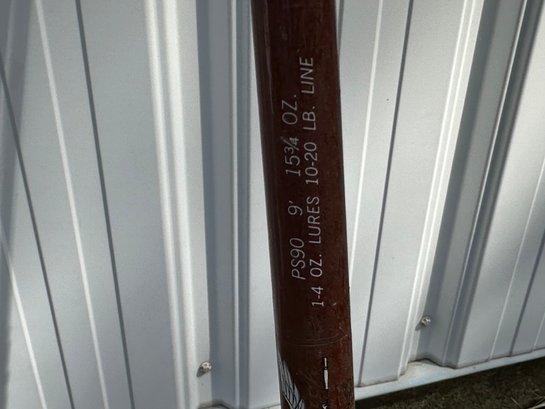 PS90 9' 15¾ OZ.
1-4 OZ. LURES 10-20 LB. LINE